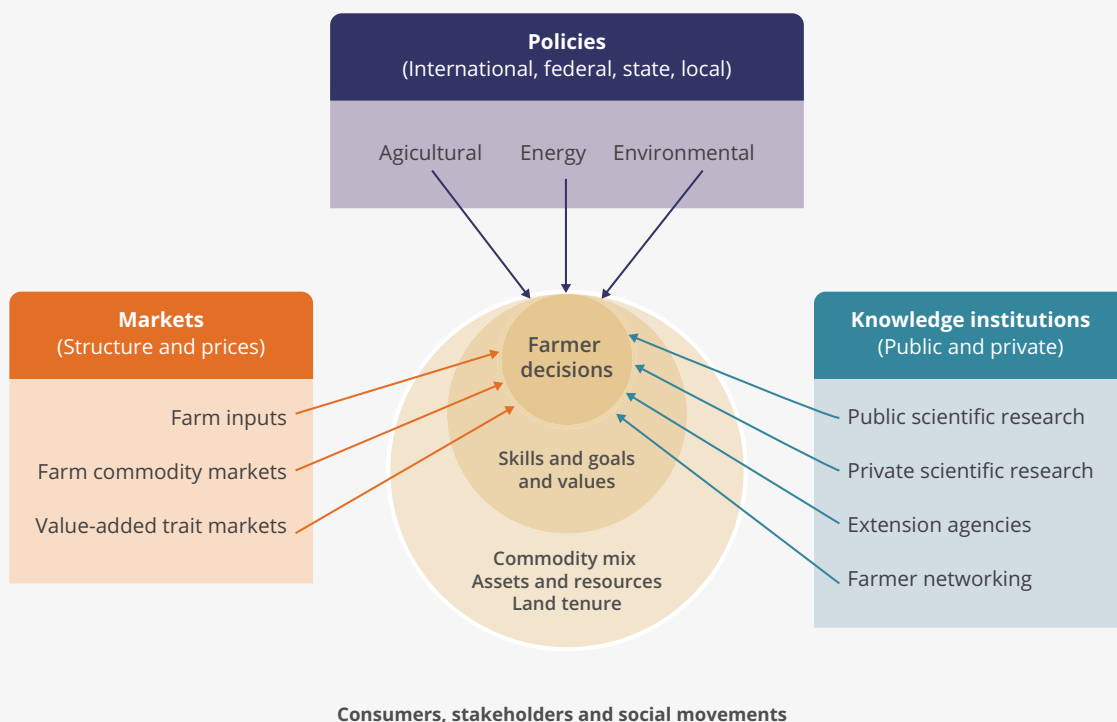 Policies
(International, federal, state, local)
Agicultural Energy Environmental
Markets
(Structure and prices)
Farm inputs
Farm commodity markets
Value-added trait markets
Farmer
decisions
Skills and goals
and values
Commodity mix
Assets and resources
Land tenure
Knowledge institutions
(Public and private)
Public scientific research
Private scientific research
Extension agencies
Farmer networking
Consumers, stakeholders and social movements